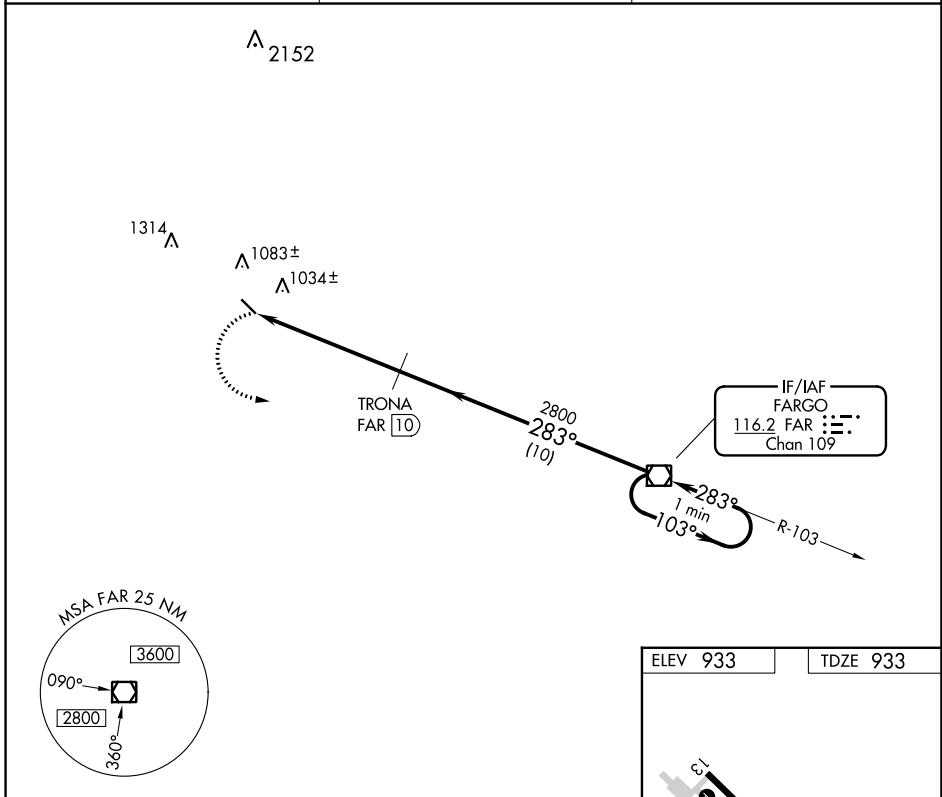 2152
1314
1083±
1034±
TRONA
FAR 10
2800
283°
(10)
IF/IAF
FARGO
116.2 FAR
Chan 109
283°
1 min
103°
R-103
MSA FAR 25 NM
3600
090°
2800
360°
ELEV 933
TDZE 933
13